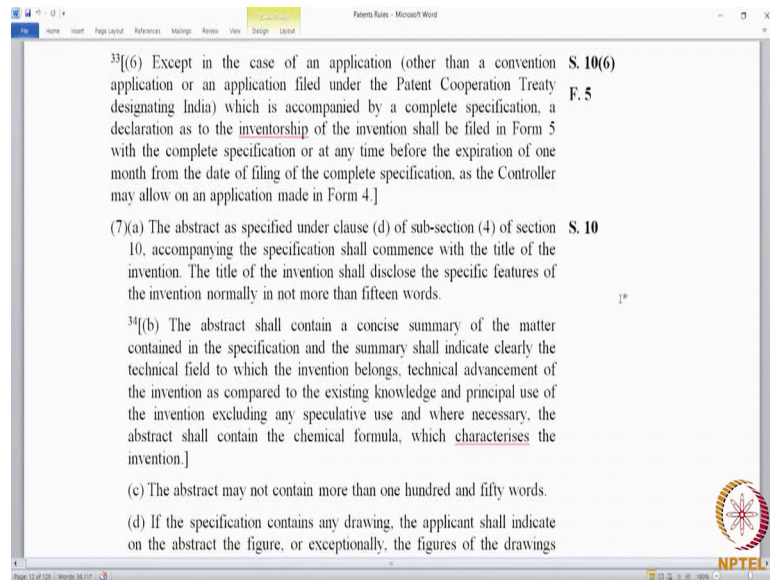 Patents Rules - Microsoft Word
File Home Insert Page Layout References Mailings Review View Design Layout
33[(6) Except in the case of an application (other than a convention S. 10(6)
application or an application filed under the Patent Cooperation Treaty F. 5
designating India) which is accompanied by a complete specification, a
declaration as to the inventorship of the invention shall be filed in Form 5
with the complete specification or at any time before the expiration of one
month from the date of filing of the complete specification, as the Controller
may allow on an application made in Form 4.]
(7)(a) The abstract as specified under clause (d) of sub-section (4) of section S. 10
10, accompanying the specification shall commence with the title of the
invention. The title of the invention shall disclose the specific features of
the invention normally in not more than fifteen words.
34[(b) The abstract shall contain a concise summary of the matter
contained in the specification and the summary shall indicate clearly the
technical field to which the invention belongs, technical advancement of
the invention as compared to the existing knowledge and principal use of
the invention excluding any speculative use and where necessary, the
abstract shall contain the chemical formula, which characterises the
invention.]
(c) The abstract may not contain more than one hundred and fifty words.
(d) If the specification contains any drawing, the applicant shall indicate
on the abstract the figure, or exceptionally, the figures of the drawings
NPTEL
Page: 12 of 129 Words: 56,117 100%